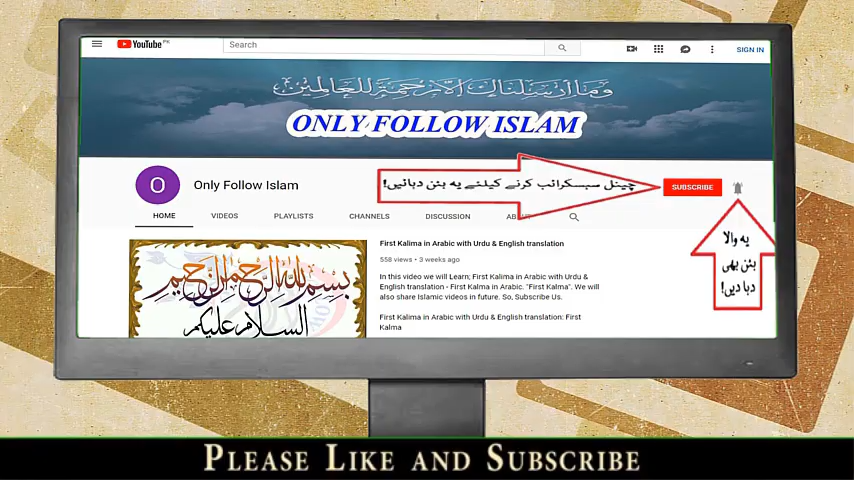 YouTube PK
Search
SIGN IN
وما ارسلناك الا رحمة للعالمين
ONLY FOLLOW ISLAM
O
Only Follow Islam
چینل سبسکرائب کرنے کیلئے یہ بٹن دبائیں!
SUBSCRIBE
HOME VIDEOS PLAYLISTS CHANNELS DISCUSSION
یہ والا
بٹن بھی
دبا دیں!
First Kalima in Arabic with Urdu & English translation
558 views • 3 weeks ago
In this video we will Learn; First Kalima in Arabic with Urdu &
English translation - First Kalima in Arabic. "First Kalma". We will
also share Islamic videos in future. So, Subscribe Us.
First Kalima in Arabic with Urdu & English translation: First
Kalma
بسم الله الرحمن الرحيم
السلام علیکم
PLEASE LIKE AND SUBSCRIBE